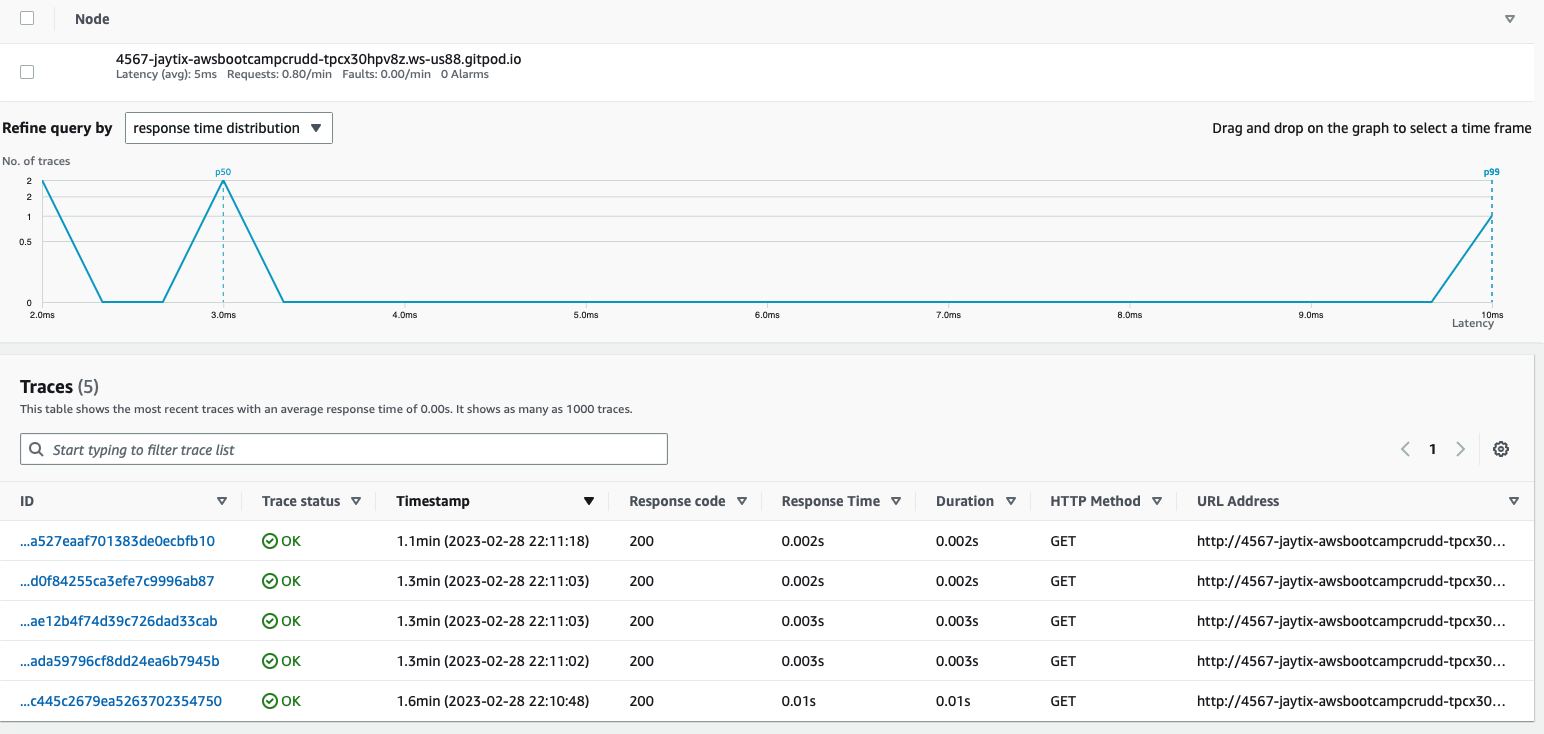 Node
4567-jaytix-awsbootcampcrudd-tpcx30hpv8z.ws-us88.gitpod.io
Latency (avg): 5ms Requests: 0.80/min Faults: 0.00/min 0 Alarms
Refine query by response time distribution Drag and drop on the graph to select a time frame
No. of traces
p50 p99
2
2
1
0.5
0
2.0ms 3.0ms 4.0ms 5.0ms 6.0ms 7.0ms 8.0ms 9.0ms 10ms
Latency
Traces (5)
This table shows the most recent traces with an average response time of 0.00s. It shows as many as 1000 traces.
Start typing to filter trace list 1
ID Trace status Timestamp Response code Response Time Duration HTTP Method URL Address
...a527eaaf701383de0ecbfb10 OK 1.1min (2023-02-28 22:11:18) 200 0.002s 0.002s GET http://4567-jaytix-awsbootcampcrudd-tpcx30...
...d0f84255ca3efe7c9996ab87 OK 1.3min (2023-02-28 22:11:03) 200 0.002s 0.002s GET http://4567-jaytix-awsbootcampcrudd-tpcx30...
...ae12b4f74d39c726dad33cab OK 1.3min (2023-02-28 22:11:03) 200 0.003s 0.003s GET http://4567-jaytix-awsbootcampcrudd-tpcx30...
...ada59796cf8dd24ea6b7945b OK 1.3min (2023-02-28 22:11:02) 200 0.003s 0.003s GET http://4567-jaytix-awsbootcampcrudd-tpcx30...
...c445c2679ea5263702354750 OK 1.6min (2023-02-28 22:10:48) 200 0.01s 0.01s GET http://4567-jaytix-awsbootcampcrudd-tpcx30...